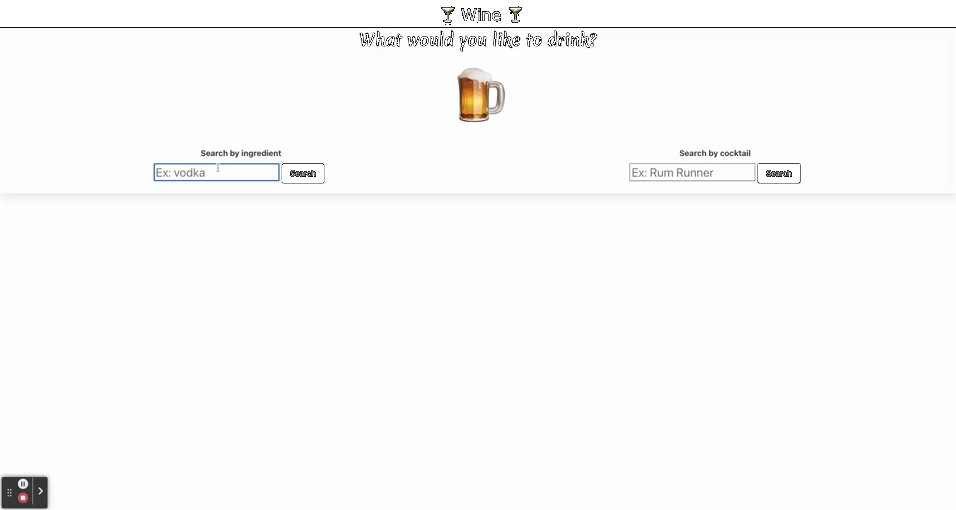 Wine
What would you like to drink?
Search by ingredient
Ex: vodka
Search
Search by cocktail
Ex: Rum Runner
Search